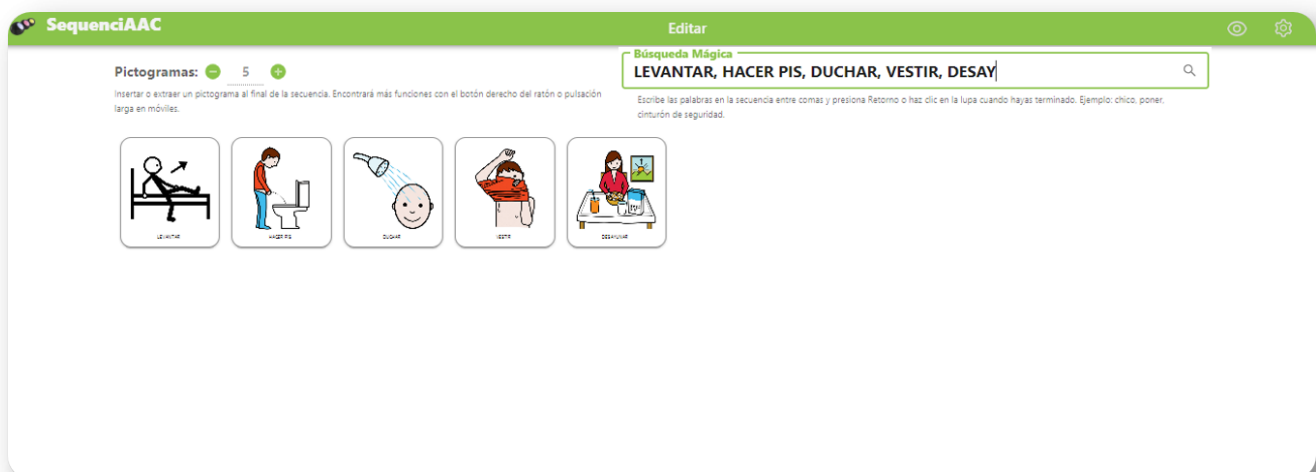 SequenciAAC
Editar
Pictogramas: 5
Insertar o extraer un pictograma al final de la secuencia. Encontrará más funciones con el botón derecho del ratón o pulsación
larga en móviles.
Búsqueda Mágica
LEVANTAR, HACER PIS, DUCHAR, VESTIR, DESAY
Escribe las palabras en la secuencia entre comas y presiona Retorno o haz clic en la lupa cuando hayas terminado. Ejemplo: chico, poner,
cinturón de seguridad.
LEVANTAR
HACER PIS
DUCHAR
VESTIR
DESAYUNAR